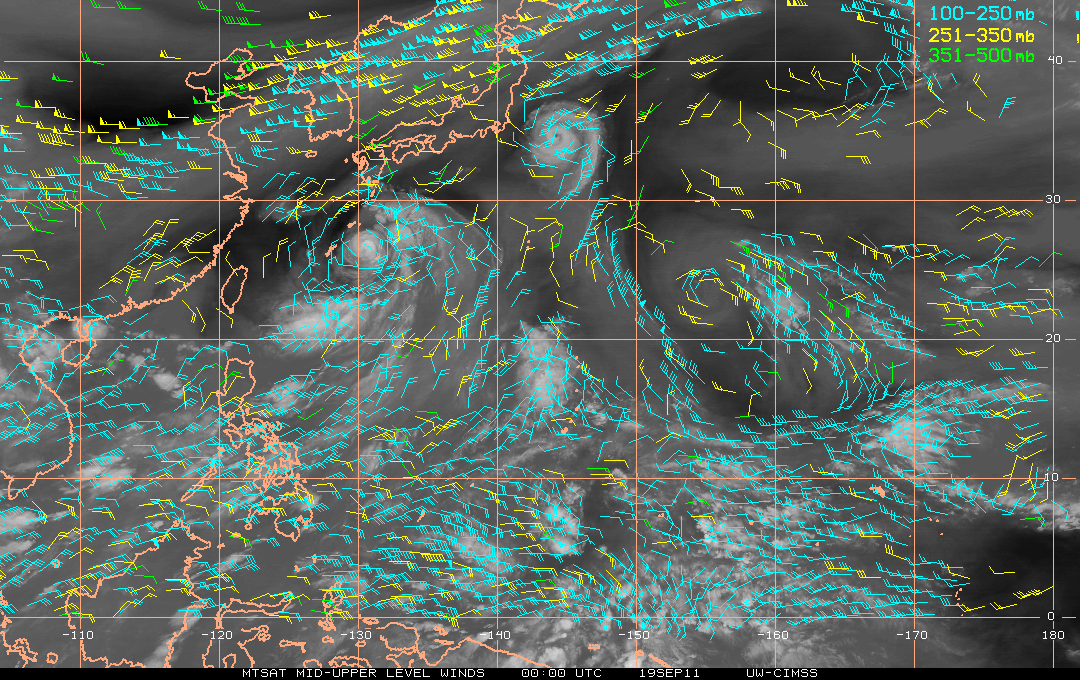 100-250mb
251-350mb
351-500mb
40
30
20
10
0
-110 -120 -130 -140 -150 -160 -170 180
MTSAT MID-UPPER LEVEL WINDS 00:00 UTC 19SEP11 UW-CIMSS